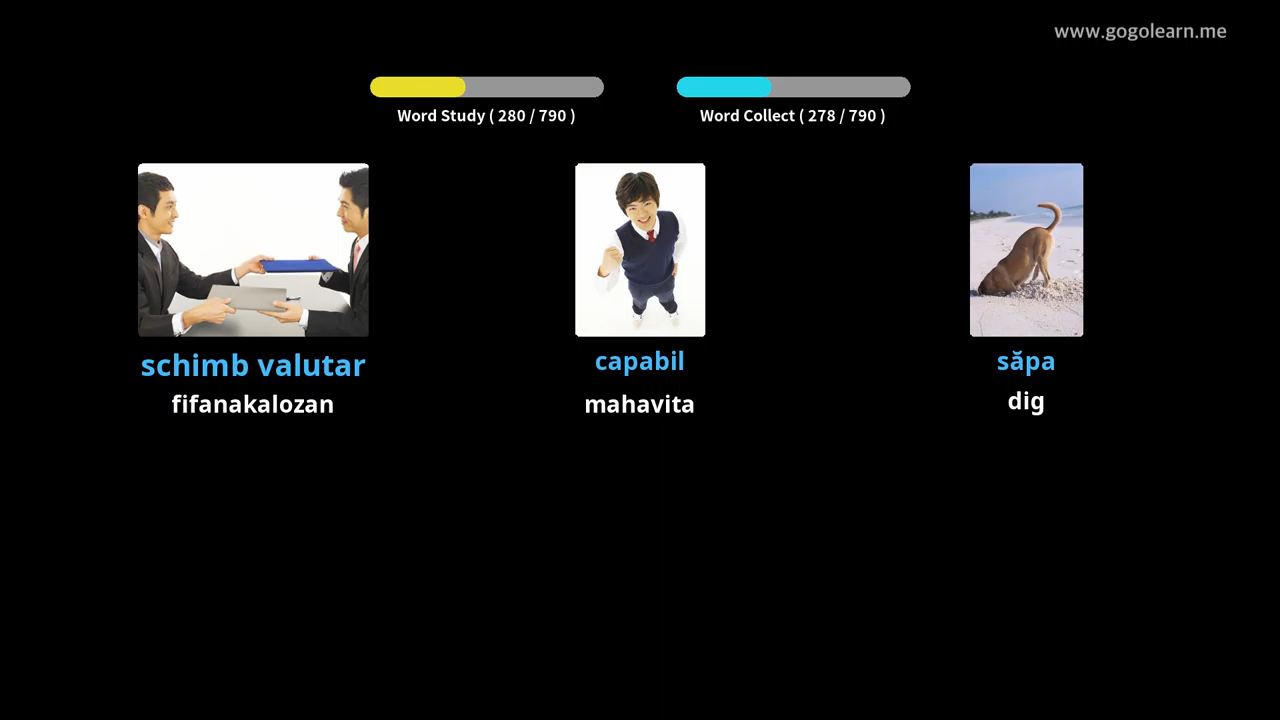 www.gogolearn.me
Word Study ( 280 / 790 )
Word Collect ( 278 / 790 )
schimb valutar
fifanakalozan
capabil
mahavita
săpa
dig